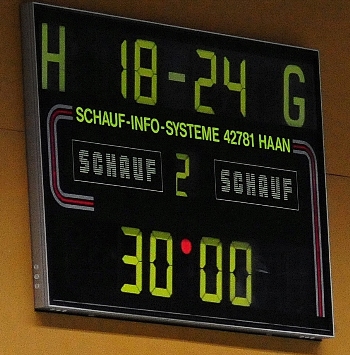 H 18-24 G
SCHAUF-INFO-SYSTEME 42781 HAAN
SCHAUF 2 SCHAUF
30:00